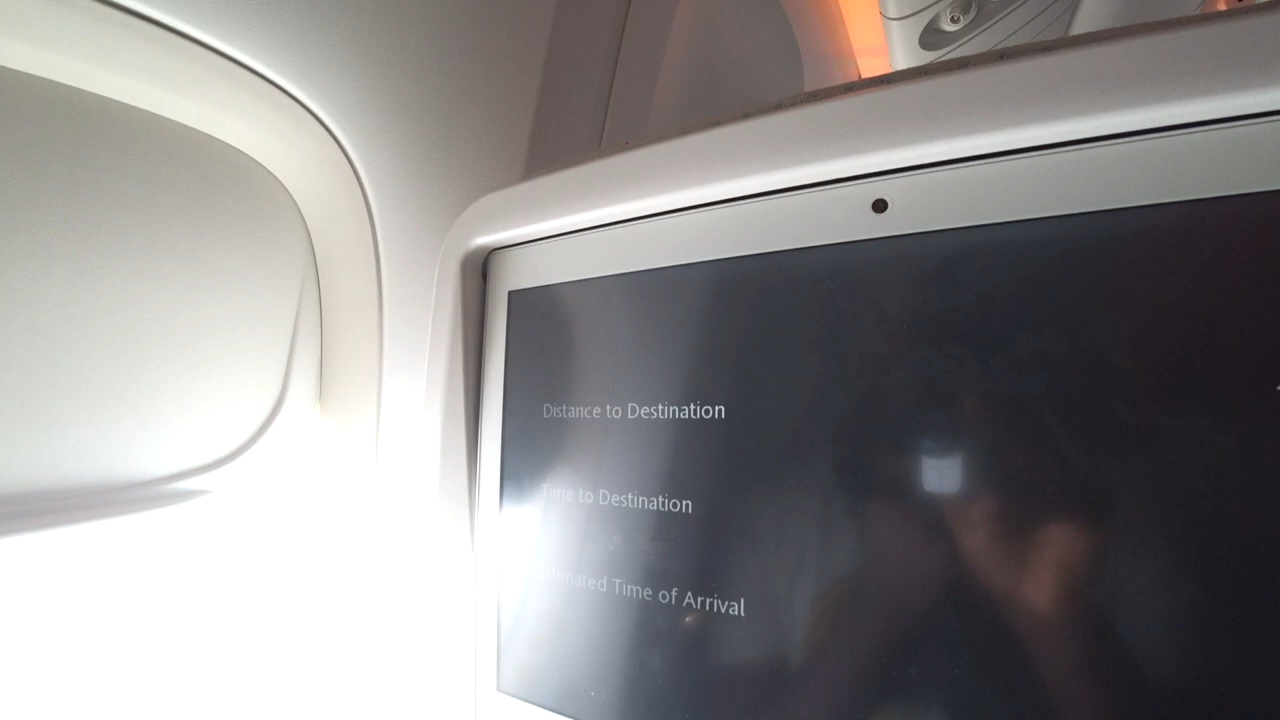 Distance to Destination
Time to Destination
Estimated Time of Arrival